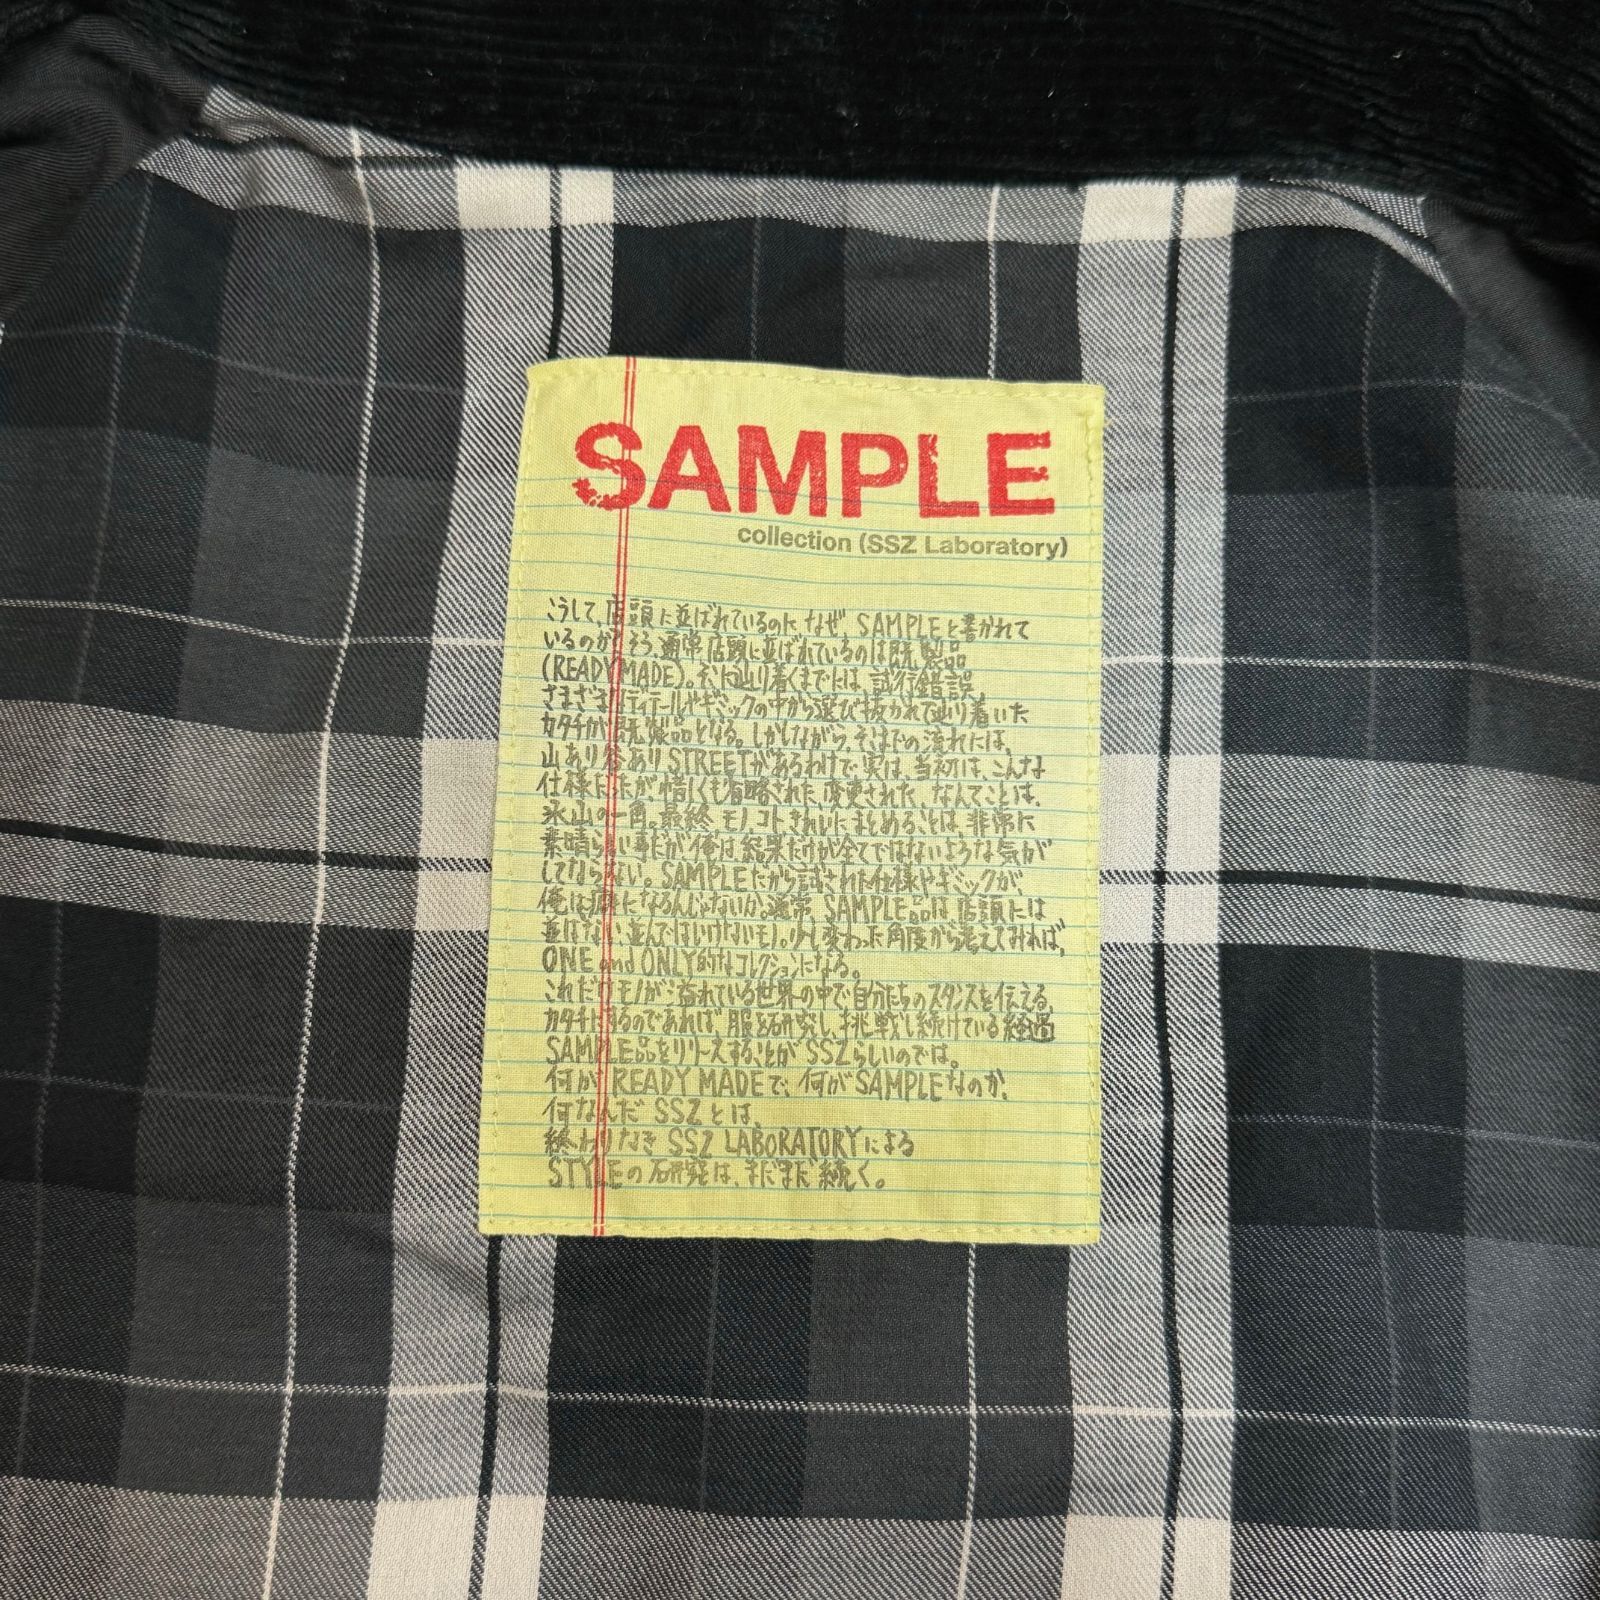 SAMPLE
collection (SSZ Laboratory)
こうして、店頭に並ばれているのになぜ SAMPLEと書かれて
いるのか？そう、通常店頭に並ばれているのは既製品
(READY MADE)。そこに辿り着くまでには、試行錯誤、
さまざまなディテールやギミックの中から選び抜かれて辿り着いた
カタチが既製品となる。しかしながら、そこまでの流れには、
山あり谷ありSTREETがあるわけで、実は、当初は、こんな
仕様だったが、惜しくも省略された、変更された、なんてことは、
氷山の一角。最終 モノコトきれいにまとめることは、非常に
素晴らしい事だが俺は結果だけが全てではないような気が
してならない。SAMPLEだから試された仕様やギミックが、
俺は癖になるんじゃないか。通常、SAMPLE品は、店頭には
並ばない、並んではいけないモノ。少し変わった角度から考えてみれば、
ONE and ONLY的なコレクションになる。
これだけモノが溢れている世界の中で自分たちのスタンスを伝える、
カタチにするのであれば、服を研究し、挑戦し続けている経過
SAMPLE品をリリースすることがSSZらしいのでは。
何が READY MADEで、何がSAMPLEなのか、
何なんだ SSZとは、
終わりなき SSZ LABORATORYによる
STYLEの研究は、まだまだ続く。